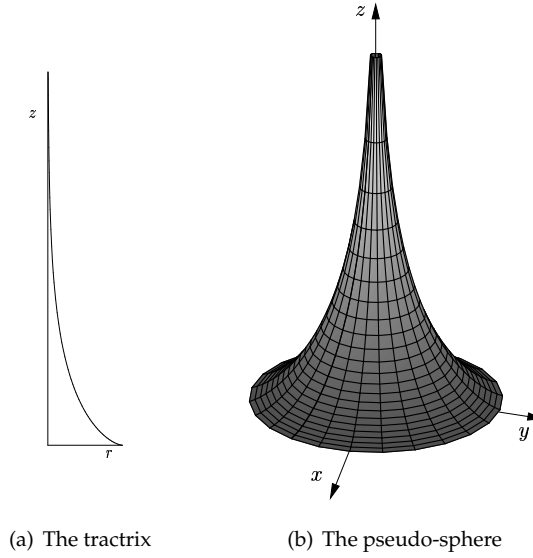 z
z
r
y
x
(a) The tractrix
(b) The pseudo-sphere